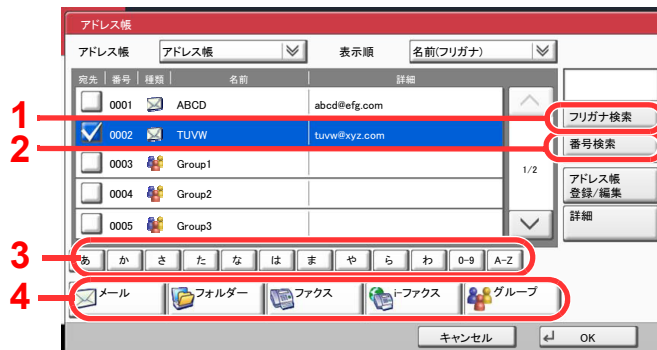 アドレス帳
アドレス帳 アドレス帳 表示順 名前(フリガナ)
宛先 番号 種類 名前 詳細
0001 ABCD abcd@efg.com
1 フリガナ検索
0002 TUVW tuvw@xyz.com
2 番号検索
0003 Group1 1/2
アドレス帳
登録/編集
0004 Group2
詳細
0005 Group3
3 あ か さ た な は ま や ら わ 0-9 A-Z
4 メール フォルダー ファクス i-ファクス グループ
キャンセル OK